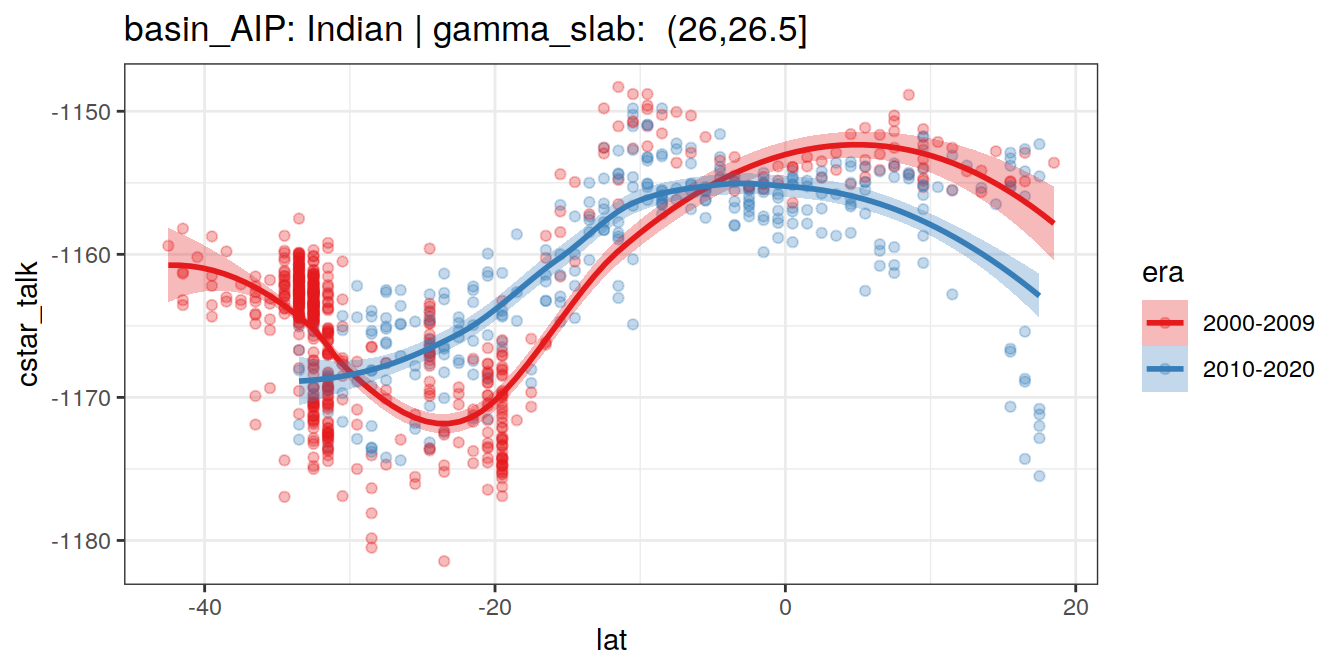 basin_AIP: Indian | gamma_slab:  (26,26.5]
-1150
-1160
-1170
-1180
cstar_talk
-40
-20
0
20
lat
era
2000-2009
2010-2020